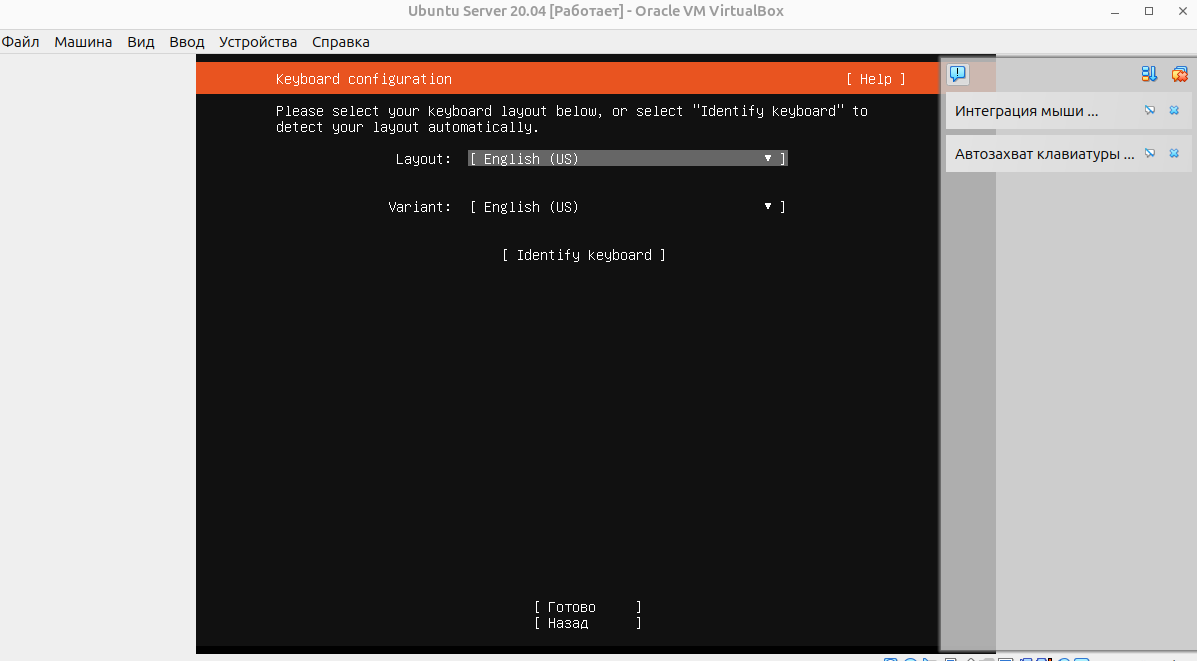 Ubuntu Server 20.04 [Работает] - Oracle VM VirtualBox
Файл Машина Вид Ввод Устройства Справка
Keyboard configuration [ Help ]
Please select your keyboard layout below, or select "Identify keyboard" to
detect your layout automatically.
Layout: [ English (US) ▾ ]
Variant: [ English (US) ▾ ]
[ Identify keyboard ]
[ Готово ]
[ Назад ]
Интеграция мыши ...
Автозахват клавиатуры ...